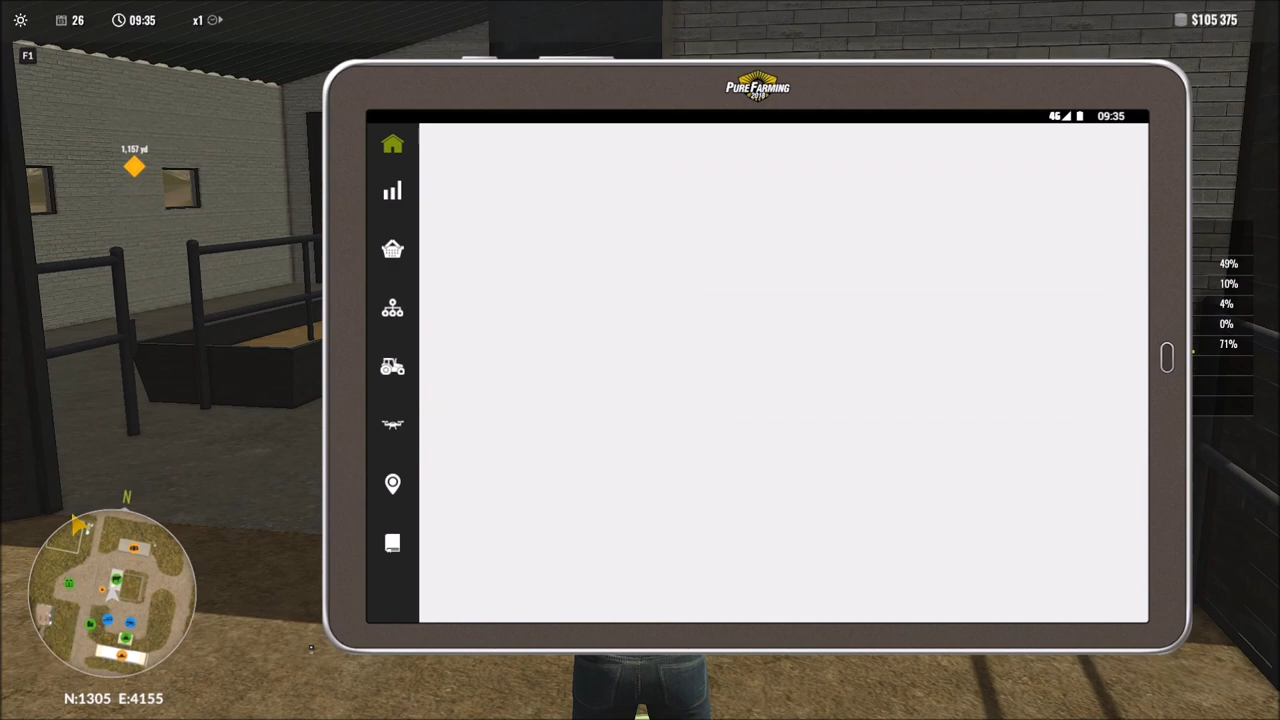 26
09:35
x1
$105 375
F1
PURE FARMING
2018
4G
09:35
1,157 yd
49%
10%
4%
0%
71%
N
N:1305 E:4155